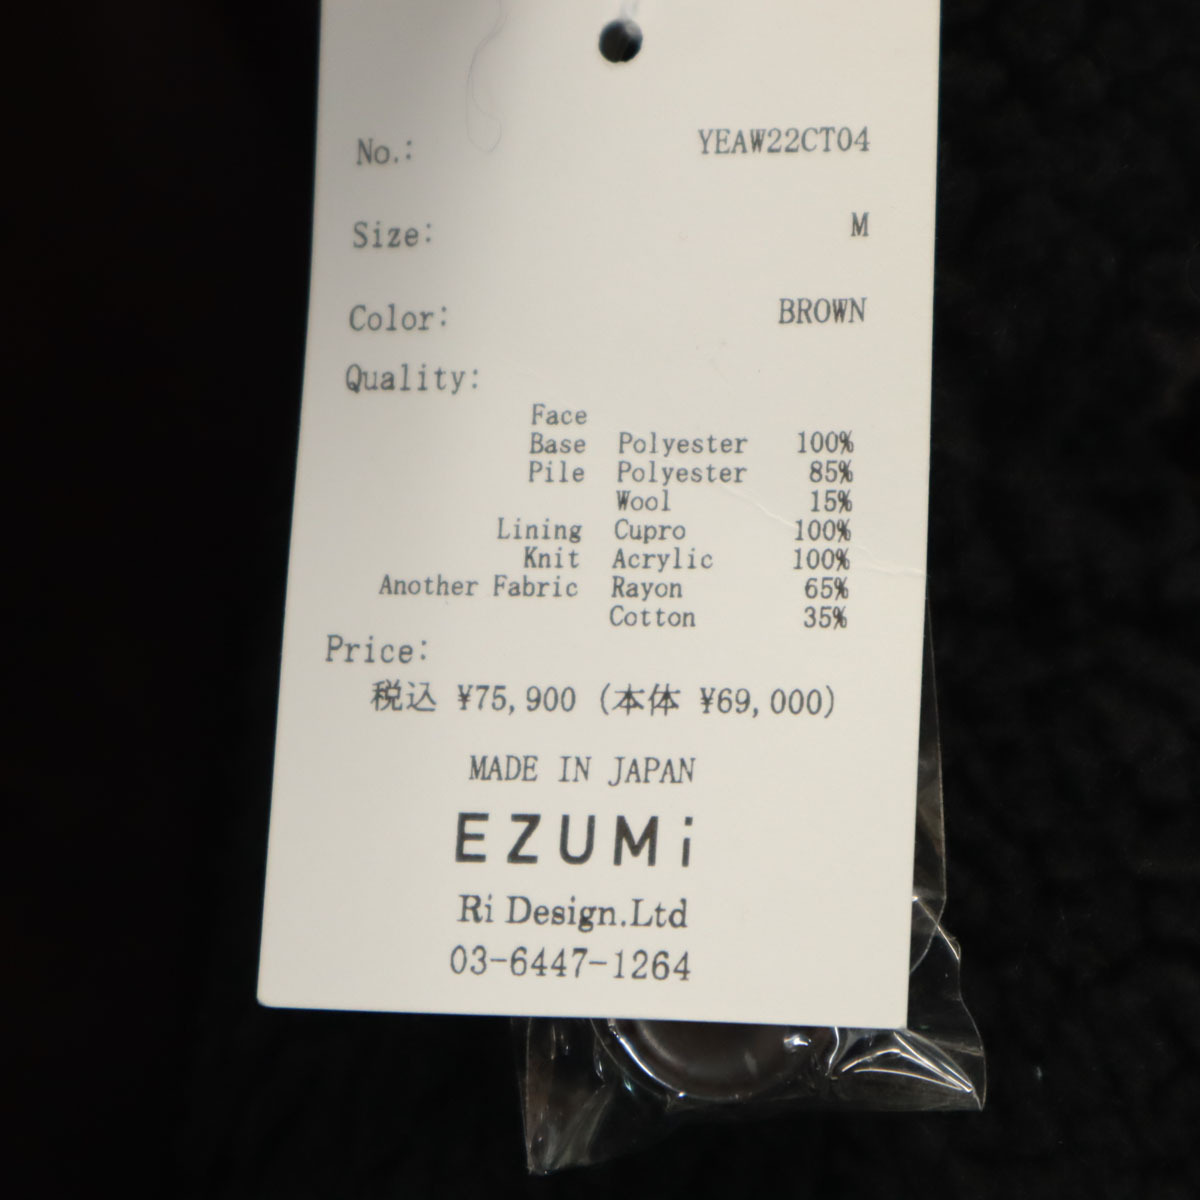 No.: YEAW22CT04
Size: M
Color: BROWN
Quality:
Face
Base Polyester 100%
Pile Polyester 85%
Wool 15%
Lining Cupro 100%
Knit Acrylic 100%
Another Fabric Rayon 65%
Cotton 35%
Price:
税込 ¥75,900 (本体 ¥69,000)
MADE IN JAPAN
EZUMi
Ri Design.Ltd
03-6447-1264